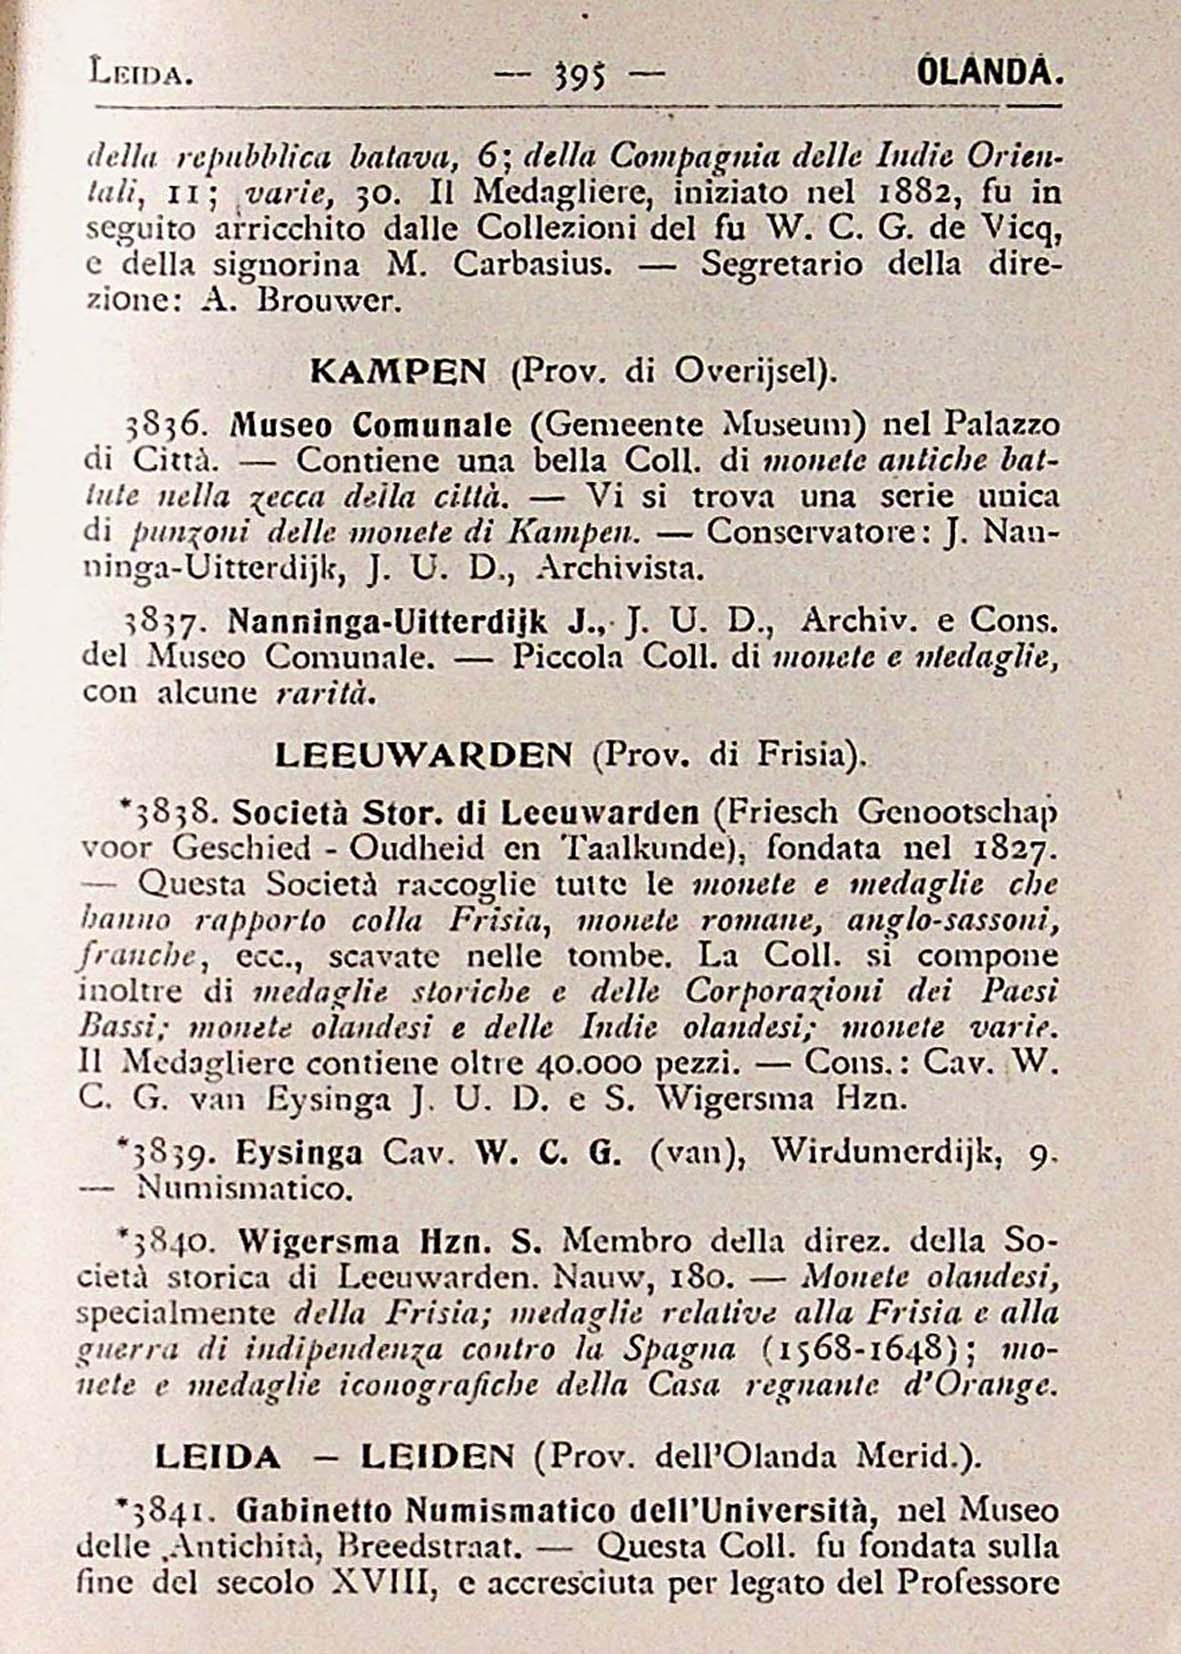 LEIDA. — 395 — OLANDA.
della repubblica batava, 6; della Compagnia delle Indie Orien-
tali, 11; varie, 30. Il Medagliere, iniziato nel 1882, fu in
seguito arricchito dalle Collezioni del fu W. C. G. de Vicq,
e della signorina M. Carbasius. — Segretario della dire-
zione: A. Brouwer.
KAMPEN (Prov. di Overijsel).
3836. Museo Comunale (Gemeente Museum) nel Palazzo
di Città. — Contiene una bella Coll. di monete antiche bat-
tute nella zecca della città. — Vi si trova una serie unica
di punzoni delle monete di Kampen. — Conservatore: J. Nan-
ninga-Uitterdijk, J. U. D., Archivista.
3837. Nanninga-Uitterdijk J., J. U. D., Archiv. e Cons.
del Museo Comunale. — Piccola Coll. di monete e medaglie,
con alcune rarità.
LEEUWARDEN (Prov. di Frisia).
*3838. Società Stor. di Leeuwarden (Friesch Genootschap
voor Geschied - Oudheid en Taalkunde), fondata nel 1827.
— Questa Società raccoglie tutte le monete e medaglie che
hanno rapporto colla Frisia, monete romane, anglo-sassoni,
franche, ecc., scavate nelle tombe. La Coll. si compone
inoltre di medaglie storiche e delle Corporazioni dei Paesi
Bassi; monete olandesi e delle Indie olandesi; monete varie.
Il Medagliere contiene oltre 40.000 pezzi. — Cons.: Cav. W.
C. G. van Eysinga J. U. D. e S. Wigersma Hzn.
*3839. Eysinga Cav. W. C. G. (van), Wirdumerdijk, 9.
— Numismatico.
*3840. Wigersma Hzn. S. Membro della direz. della So-
cietà storica di Leeuwarden. Nauw, 180. — Monete olandesi,
specialmente della Frisia; medaglie relative alla Frisia e alla
guerra di indipendenza contro la Spagna (1568-1648); mo-
nete e medaglie iconografiche della Casa regnante d'Orange.
LEIDA — LEIDEN (Prov. dell'Olanda Merid.).
*3841. Gabinetto Numismatico dell'Università, nel Museo
delle Antichità, Breedstraat. — Questa Coll. fu fondata sulla
fine del secolo XVIII, e accresciuta per legato del Professore